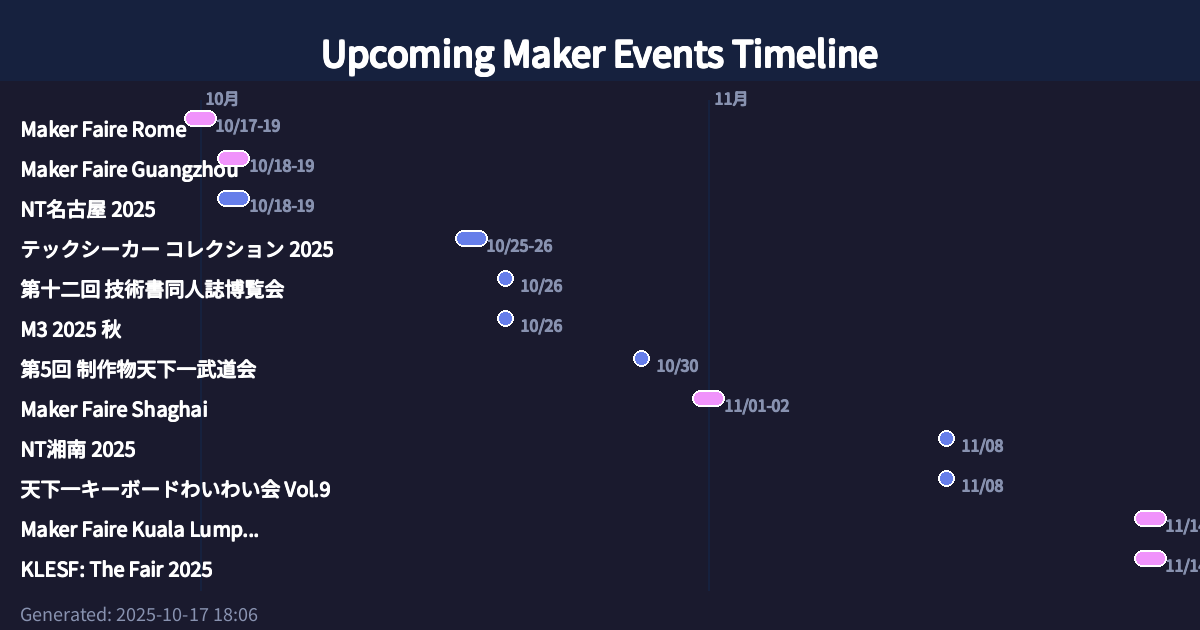 Upcoming Maker Events Timeline
10月 11月
Maker Faire Rome 10/17-19
Maker Faire Guangzhou 10/18-19
NT名古屋 2025 10/18-19
テックシーカー コレクション 2025 10/25-26
第十二回 技術書同人誌博覧会 10/26
M3 2025 秋 10/26
第5回 制作物天下一武道会 10/30
Maker Faire Shaghai 11/01-02
NT湘南 2025 11/08
天下一キーボードわいわい会 Vol.9 11/08
Maker Faire Kuala Lump... 11/14
KLESF: The Fair 2025 11/14
Generated: 2025-10-17 18:06